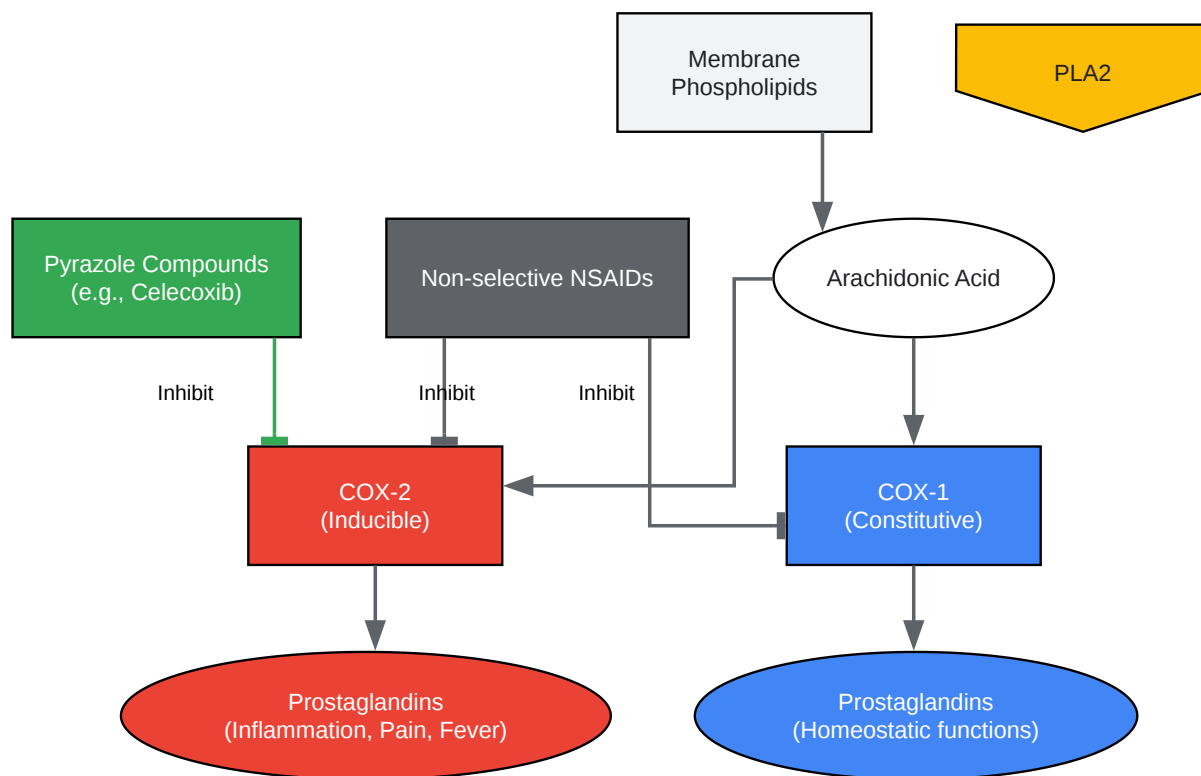 Membrane
Phospholipids
PLA2
Pyrazole Compounds
(e.g., Celecoxib)
Non-selective NSAIDs
Arachidonic Acid
Inhibit
Inhibit
Inhibit
COX-2
(Inducible)
COX-1
(Constitutive)
Prostaglandins
(Inflammation, Pain, Fever)
Prostaglandins
(Homeostatic functions)